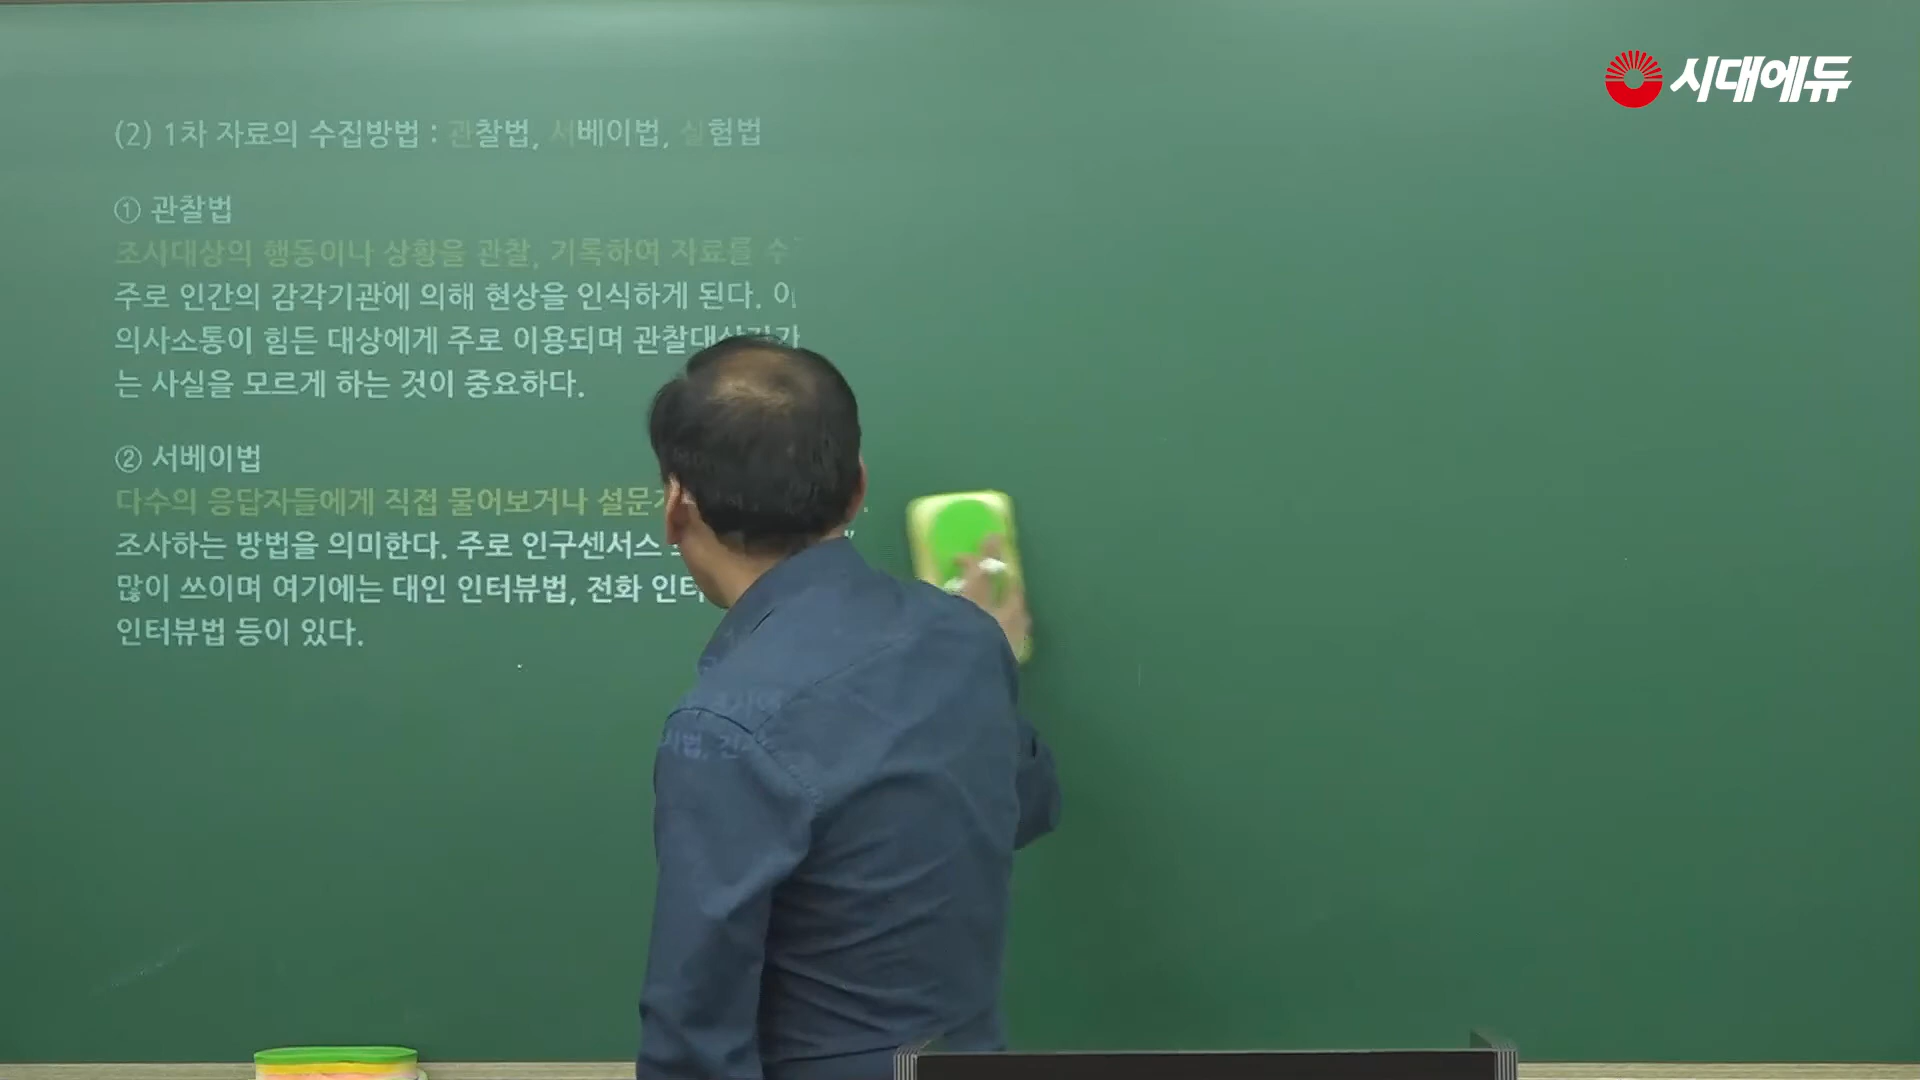 시대에듀
(2) 1차 자료의 수집방법 : 관찰법, 서베이법, 실험법
① 관찰법
조사대상의 행동이나 상황을 관찰, 기록하여 자료를
주로 인간의 감각기관에 의해 현상을 인식하게 된다.
의사소통이 힘든 대상에게 주로 이용되며
는 사실을 모르게 하는 것이 중요하다.
② 서베이법
다수의 응답자들에게 직접 물어보거나
조사하는 방법을 의미한다. 주로 인구센서스
많이 쓰이며 여기에는 대인 인터뷰법, 전화
인터뷰법 등이 있다.